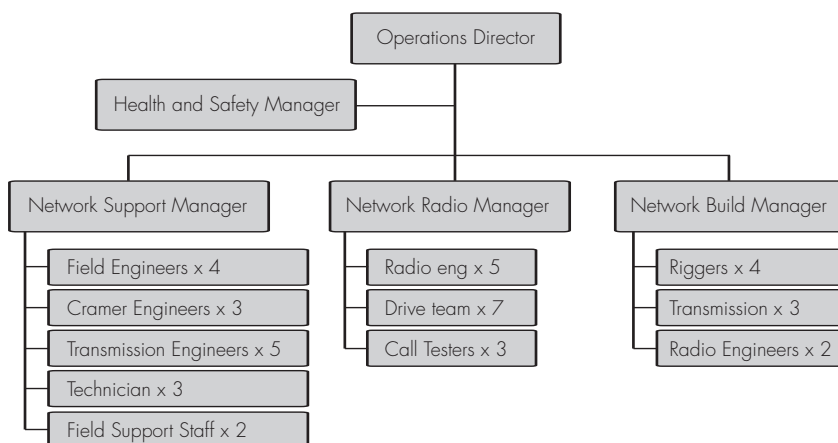 Operations Director
Health and Safety Manager
Network Support Manager
Field Engineers x 4
Cramer Engineers x 3
Transmission Engineers x 5
Technician x 3
Field Support Staff x 2
Network Radio Manager
Radio eng x 5
Drive team x 7
Call Testers x 3
Network Build Manager
Riggers x 4
Transmission x 3
Radio Engineers x 2